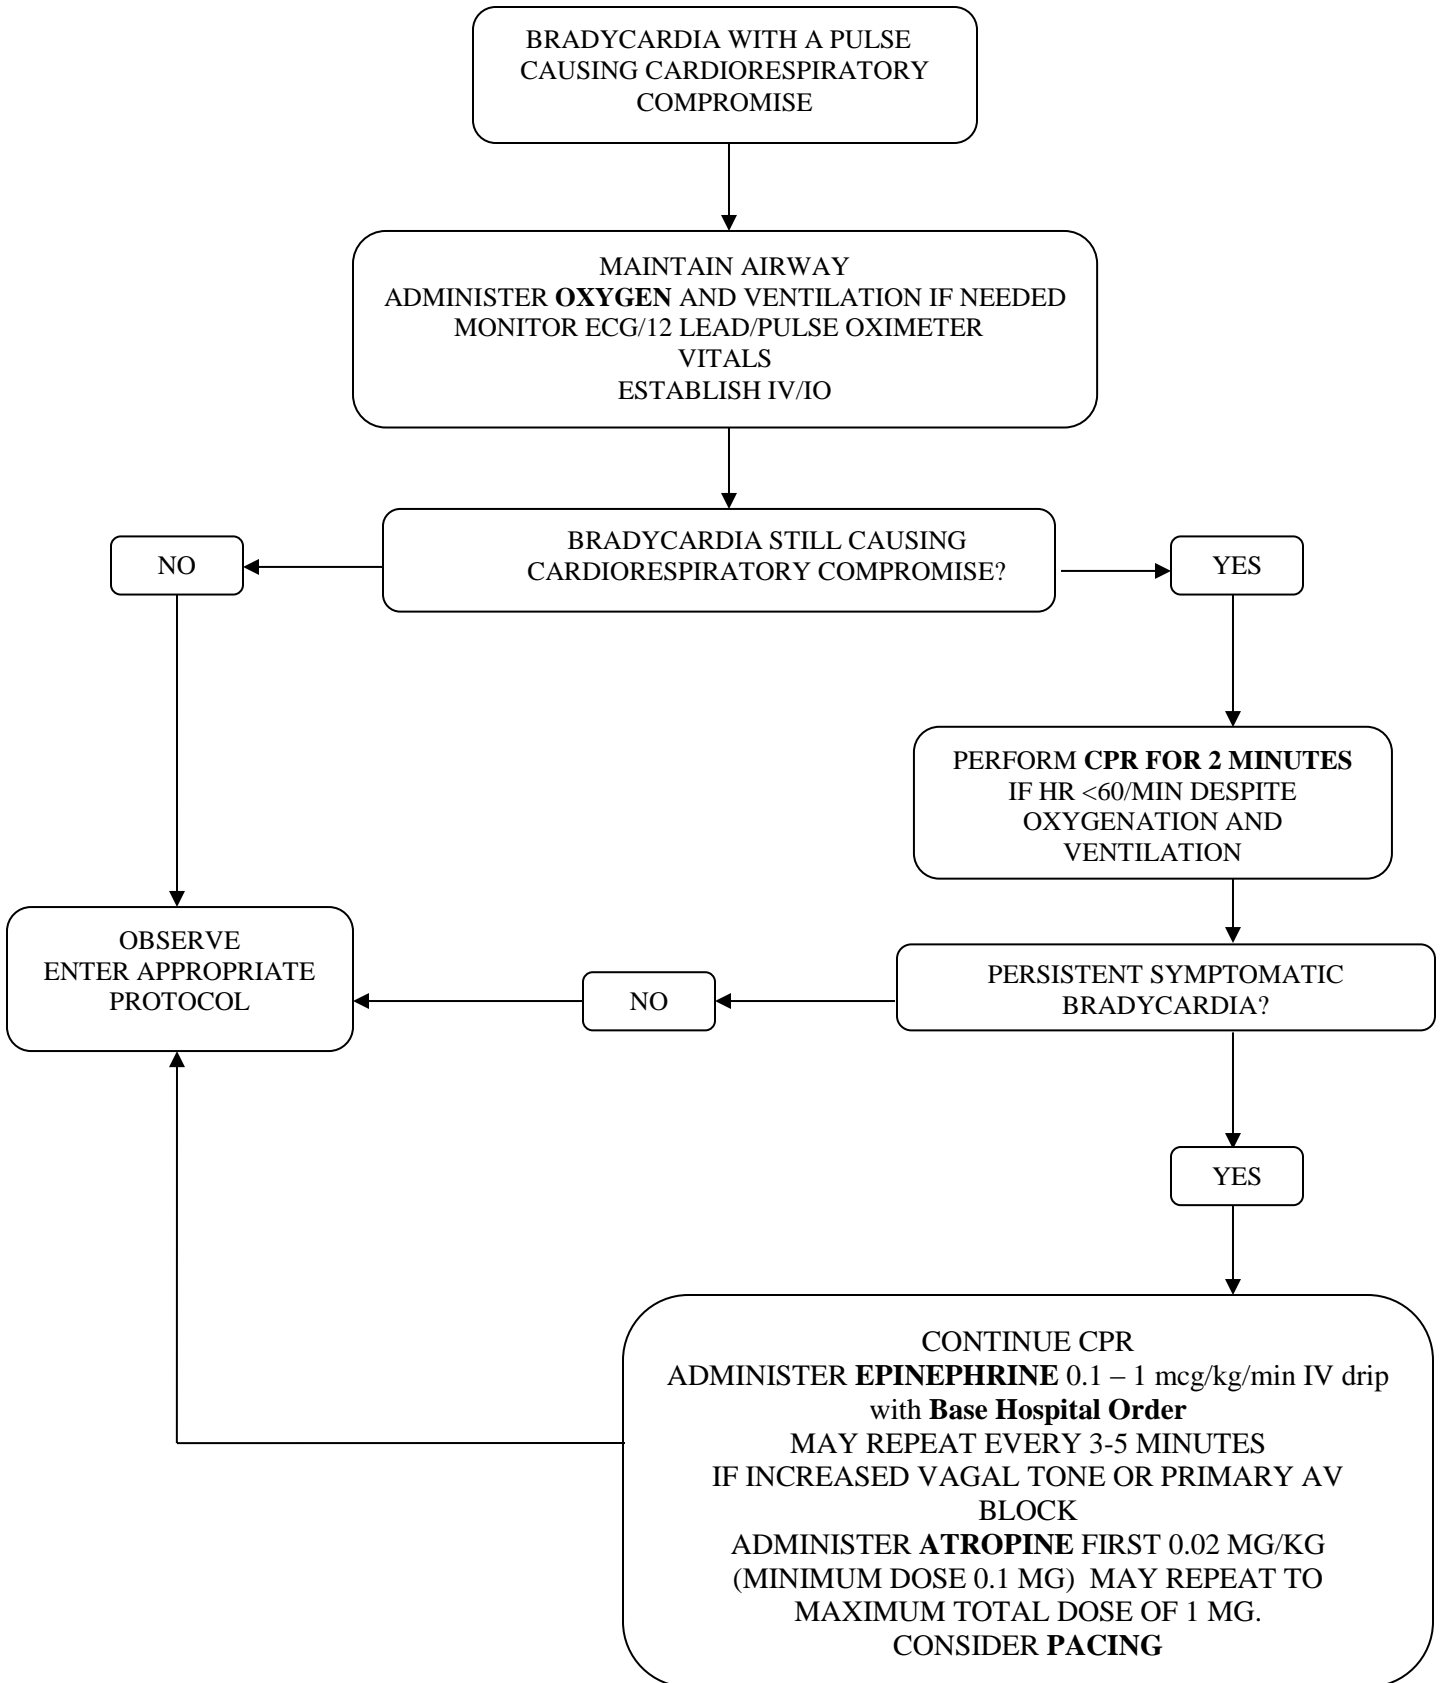 BRADYCARDIA WITH A PULSE
CAUSING CARDIORESPIRATORY
COMPROMISE
MAINTAIN AIRWAY
ADMINISTER OXYGEN AND VENTILATION IF NEEDED
MONITOR ECG/12 LEAD/PULSE OXIMETER
VITALS
ESTABLISH IV/IO
BRADYCARDIA STILL CAUSING
CARDIORESPIRATORY COMPROMISE?
NO
YES
PERFORM CPR FOR 2 MINUTES
IF HR <60/MIN DESPITE
OXYGENATION AND
VENTILATION
OBSERVE
ENTER APPROPRIATE
PROTOCOL
NO
PERSISTENT SYMPTOMATIC
BRADYCARDIA?
YES
CONTINUE CPR
ADMINISTER EPINEPHRINE 0.1 – 1 mcg/kg/min IV drip
with Base Hospital Order
MAY REPEAT EVERY 3-5 MINUTES
IF INCREASED VAGAL TONE OR PRIMARY AV
BLOCK
ADMINISTER ATROPINE FIRST 0.02 MG/KG
(MINIMUM DOSE 0.1 MG)  MAY REPEAT TO
MAXIMUM TOTAL DOSE OF 1 MG.
CONSIDER PACING